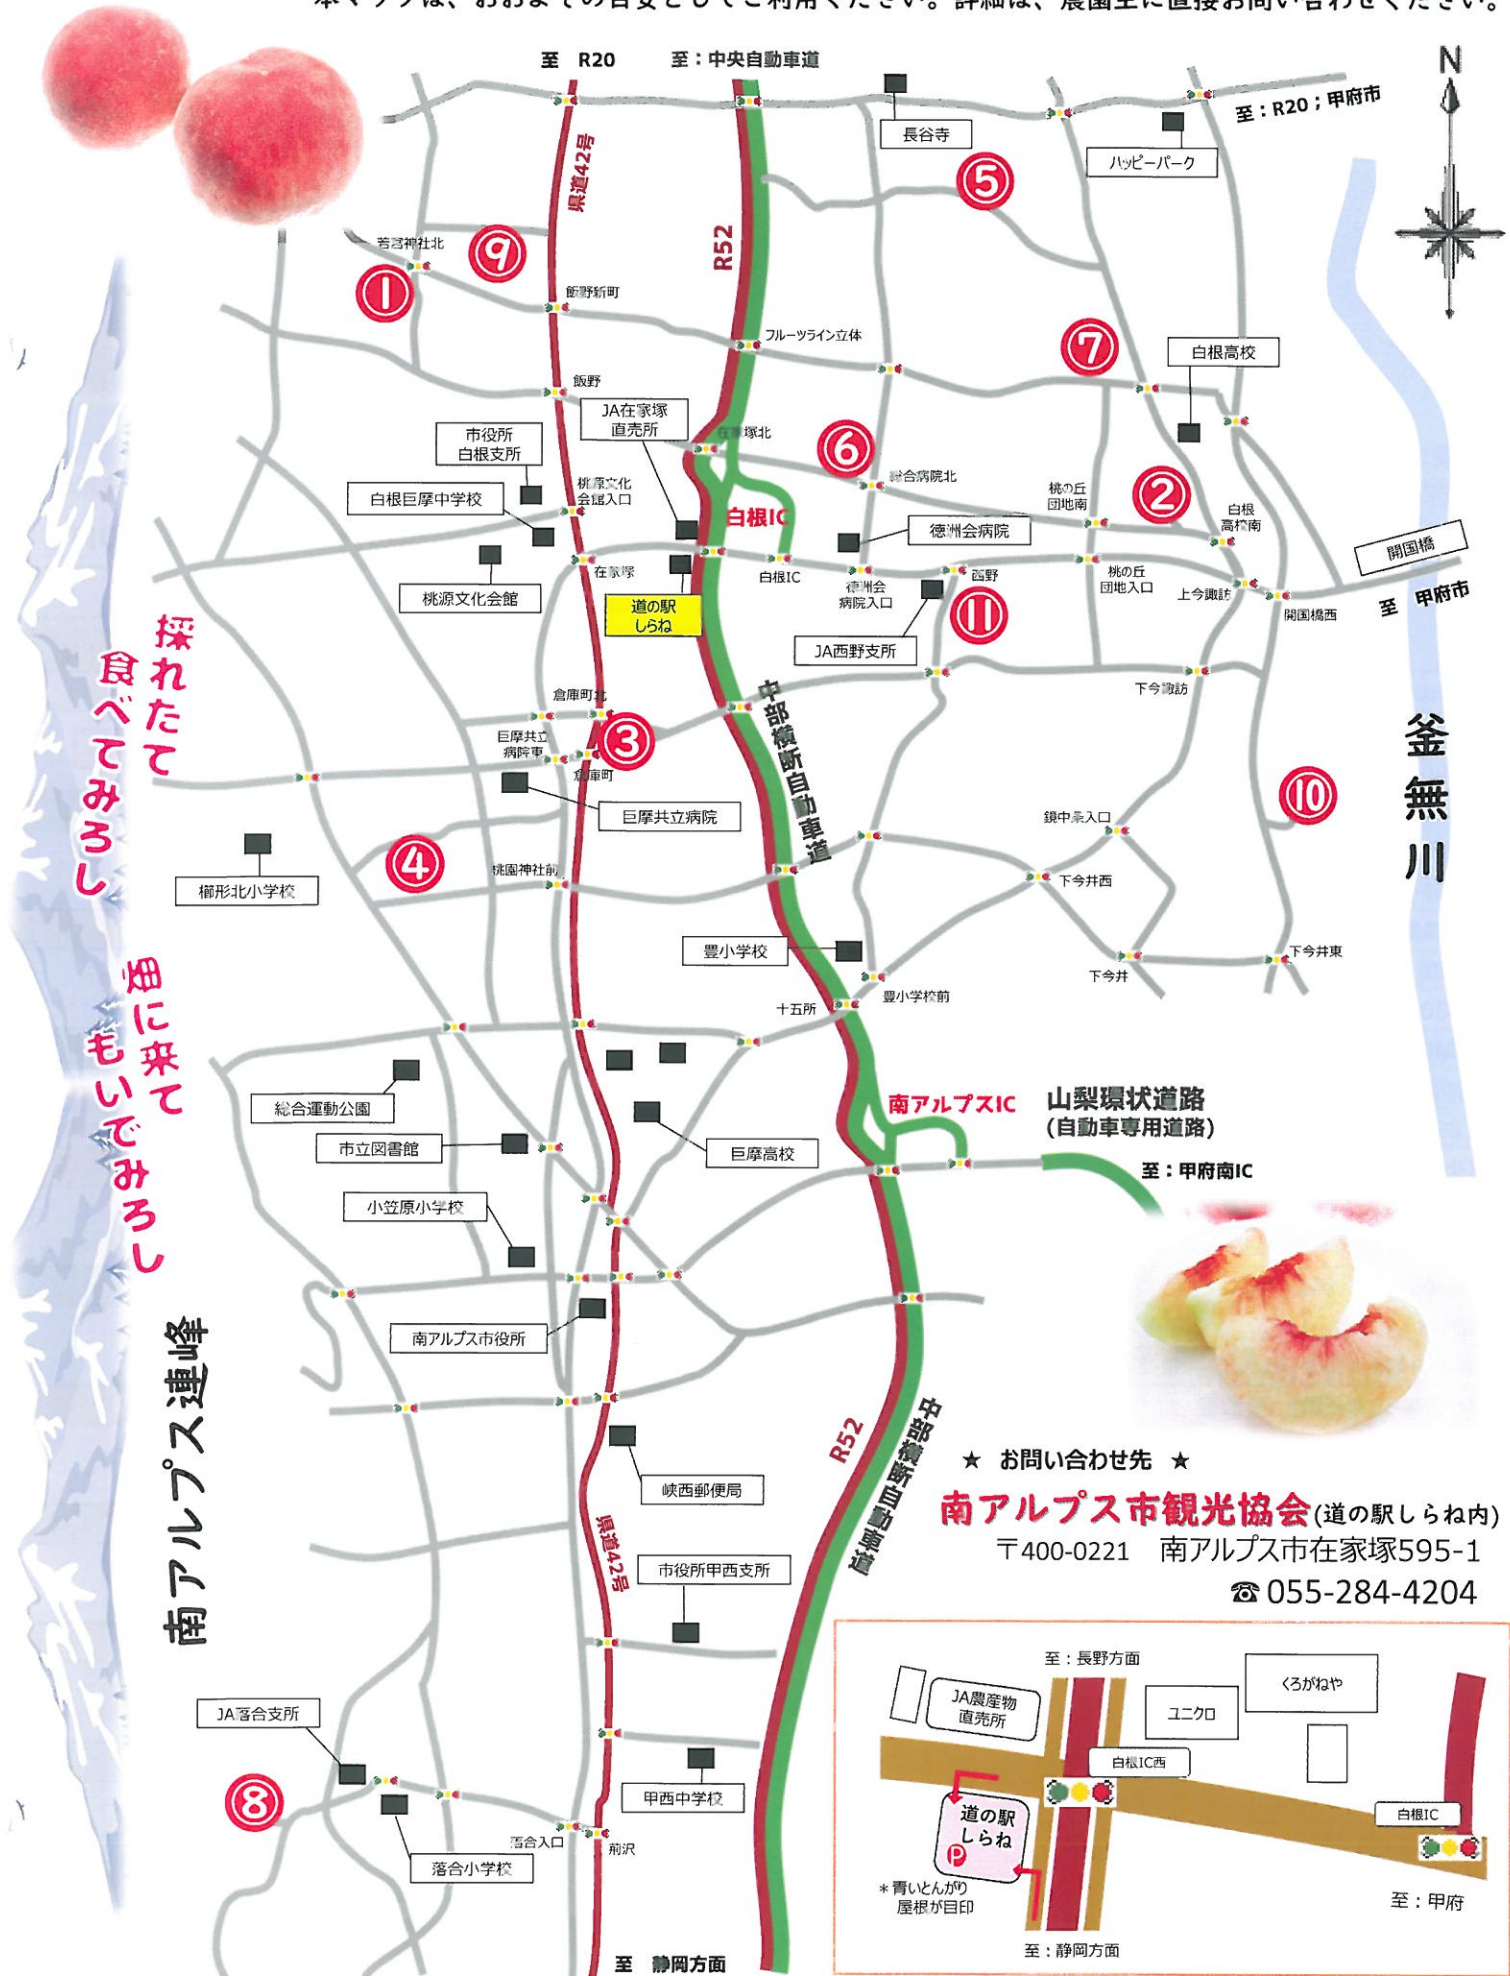 本マップは、おおまその目安としてご利用ください。詳細は、農園主に直接お問い合わせください。
至 R20
至：中央自動車道
N
至：R20；甲府市
長谷寺
ハッピーパーク
県道42号
⑤
R52
若宮神社北
⑨
①
飯野新町
フルーツライン立体
⑦
白根高校
飯野
JA在家塚
直売所
在家塚北
市役所
白根支所
⑥
総合病院北
白根巨摩中学校
桃源文化
会館入口
桃の丘
団地南
②
白根
高校南
白根IC
徳洲会病院
開国橋
在家塚
白根IC
徳洲会
病院入口
西野
桃の丘
団地入口
上今諏訪
開国橋西
至 甲府市
桃源文化会館
道の駅
しらね
⑪
JA西野支所
採れたて
食べてみろし
下今諏訪
倉庫町北
③
中部横断自動車道
巨摩共立
病院東
倉庫町
釜無川
⑩
巨摩共立病院
鏡中条入口
④
桃園神社前
櫛形北小学校
下今井西
豊小学校
下今井東
下今井
畑に来て
もいでみろし
十五所
豊小学校前
総合運動公園
南アルプスIC
山梨環状道路
(自動車専用道路)
市立図書館
巨摩高校
至：甲府南IC
小笠原小学校
南アルプス市役所
南アルプス連峰
R52
中部横断自動車道
峡西郵便局
★ お問い合わせ先 ★
南アルプス市観光協会(道の駅しらね内)
〒400-0221 南アルプス市在家塚595-1
☎055-284-4204
県道42号
市役所甲西支所
JA落合支所
⑧
甲西中学校
落合入口
前沢
落合小学校
至 静岡方面
至：長野方面
JA農産物
直売所
ユニクロ
くろがねや
白根IC西
道の駅
しらね
P
白根IC
＊青いとんがり
屋根が目印
至：甲府
至：静岡方面